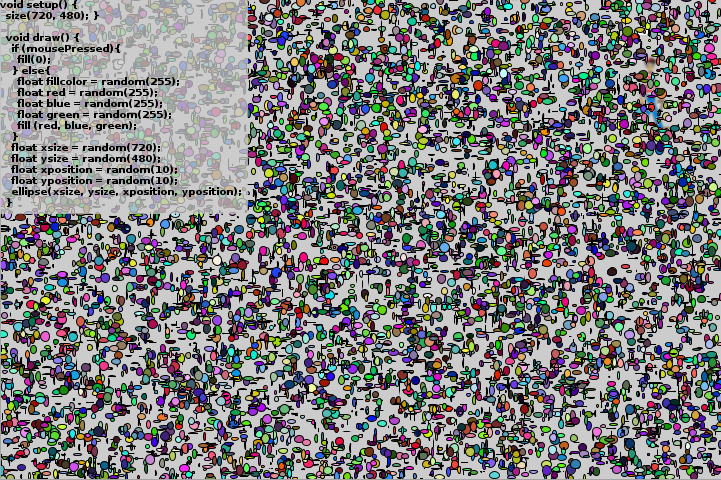 void setup() {
size(720, 480); }
void draw() {
if (mousePressed){
fill(0);
} else{
float fillcolor = random(255);
float red = random(255);
float blue = random(255);
float green = random(255);
fill (red, blue, green);
}
float xsize = random(720);
float ysize = random(480);
float xposition = random(10);
float yposition = random(10);
ellipse(xsize, ysize, xposition, yposition);
}